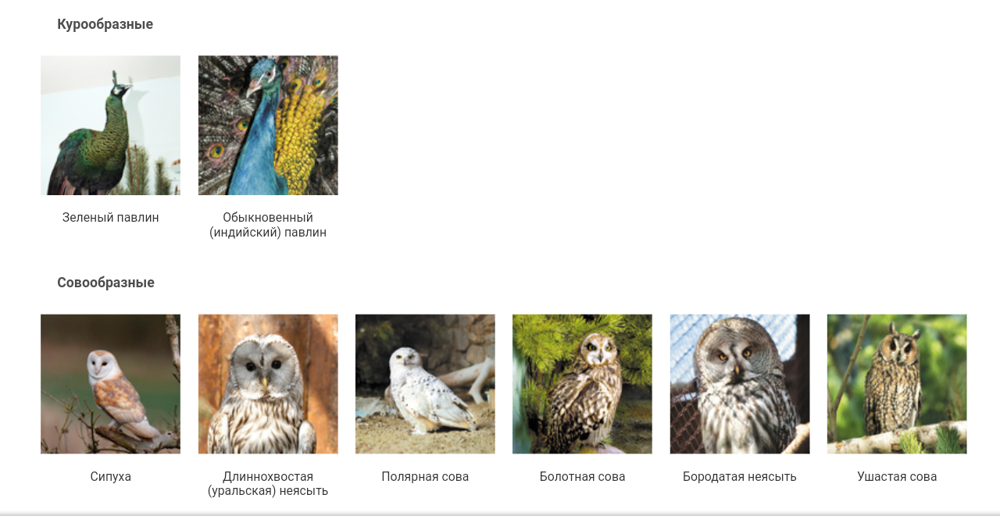 Курообразные
Зеленый павлин
Обыкновенный
(индийский) павлин
Совообразные
Сипуха
Длиннохвостая
(уральская) неясыть
Полярная сова
Болотная сова
Бородатая неясыть
Ушастая сова